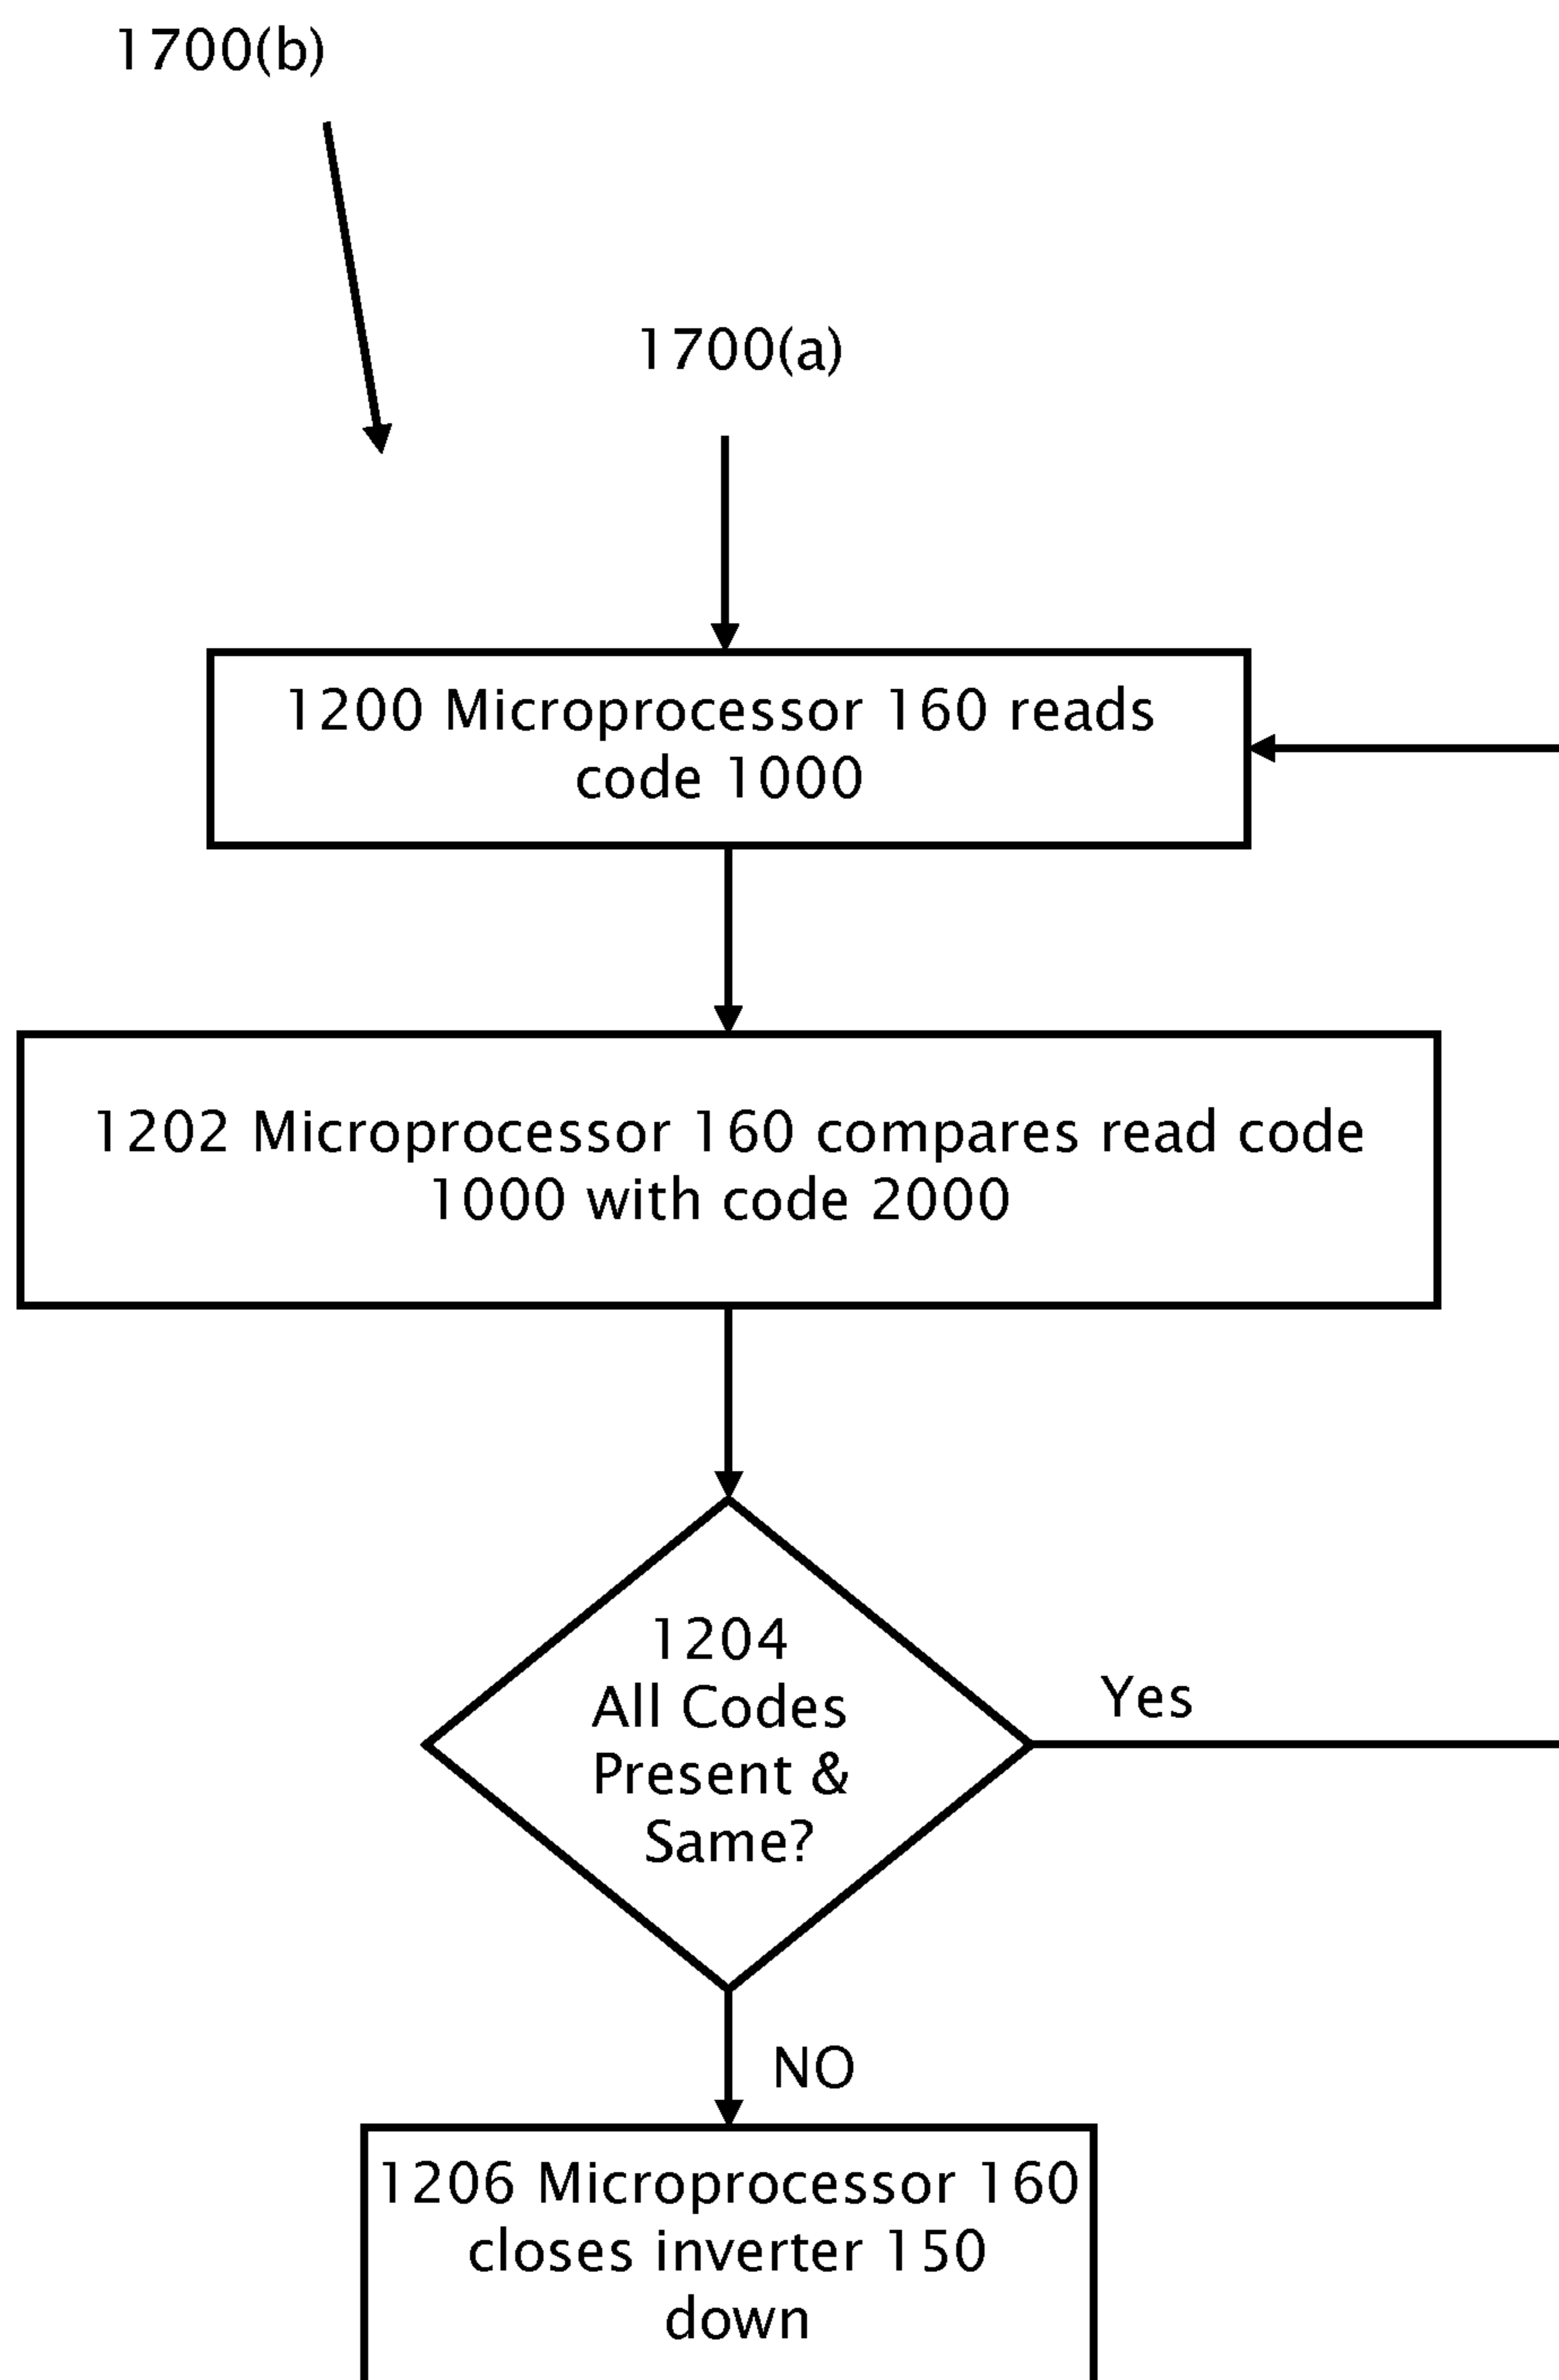 1700(b)
1700(a)
1200 Microprocessor 160 reads
code 1000
1202 Microprocessor 160 compares read code
1000 with code 2000
1204
All Codes
Present &
Same?
Yes
NO
1206 Microprocessor 160
closes inverter 150
down